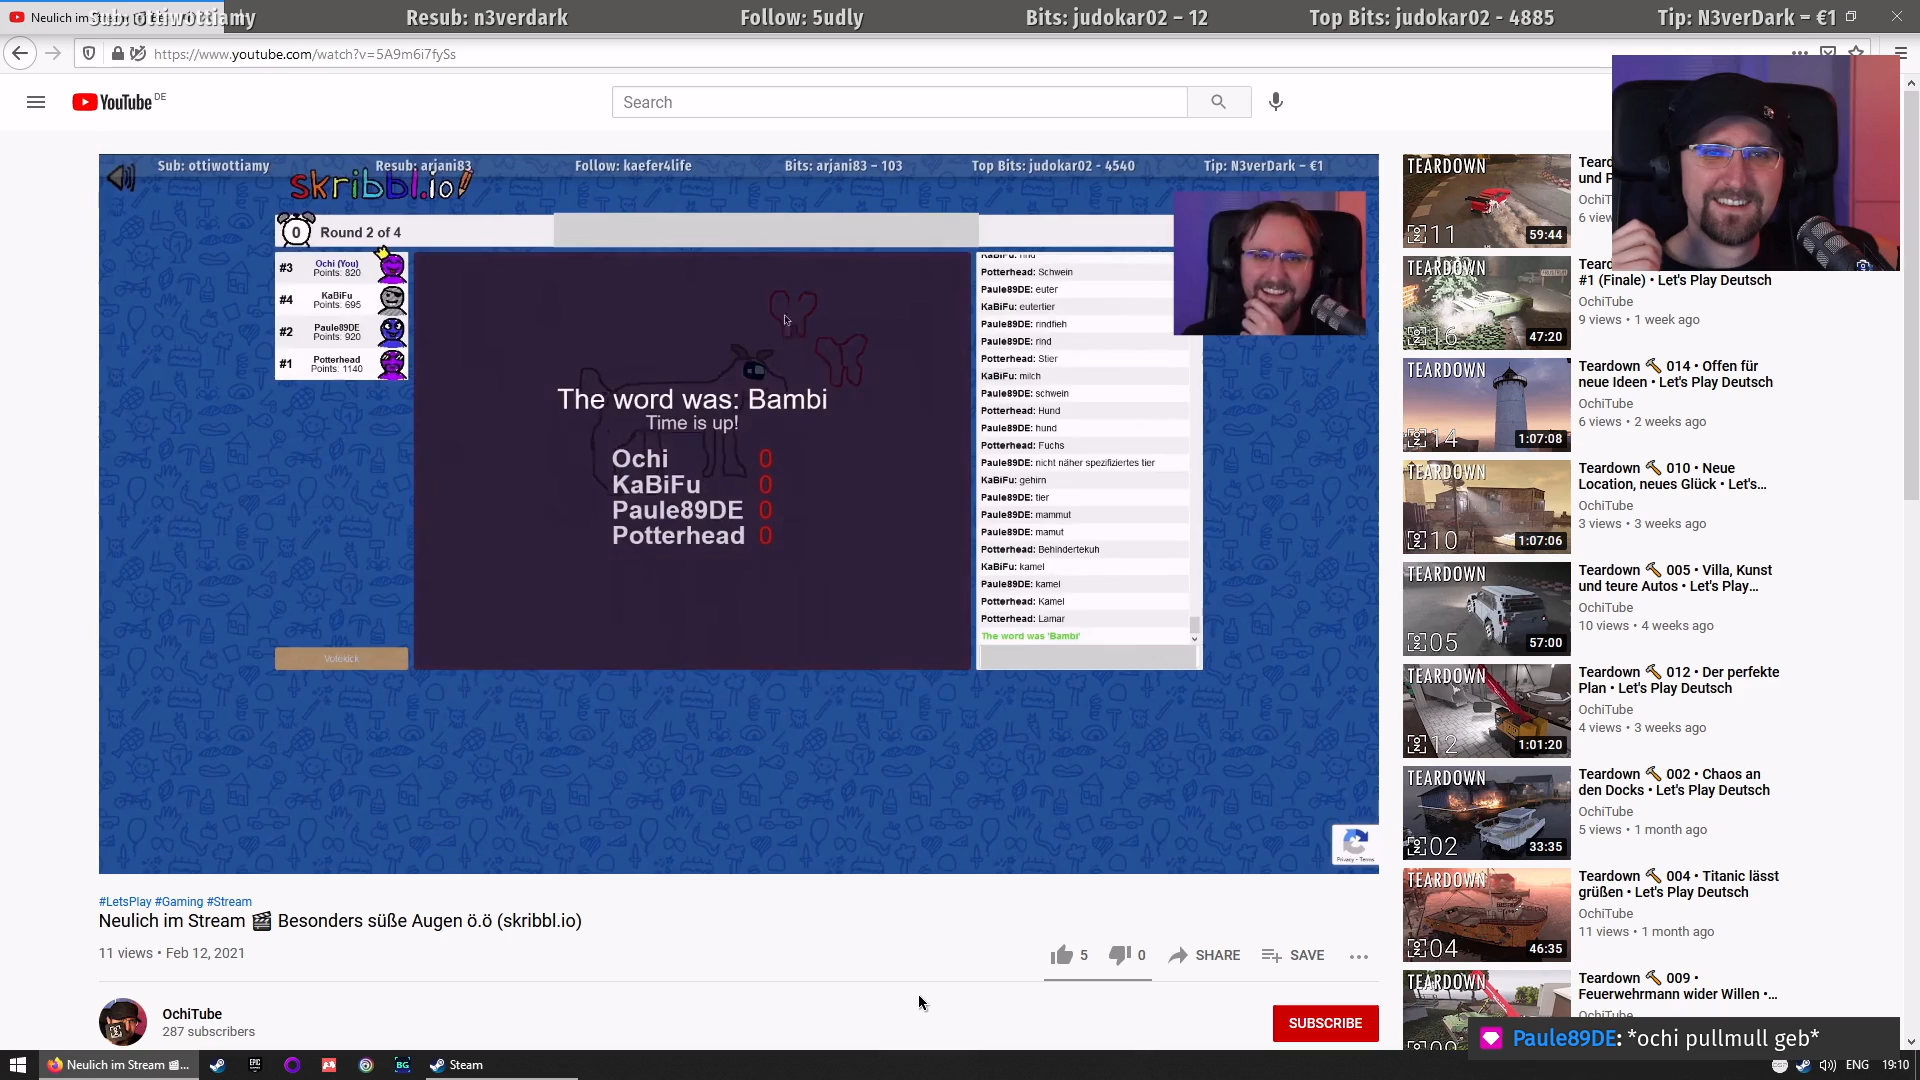 Neulich im Stream
Sub: ottiwottiamy
Resub: n3verdark
Follow: 5udly
Bits: judokar02 – 12
Top Bits: judokar02 - 4885
Tip: N3verDark – €1
https://www.youtube.com/watch?v=5A9m6i7fySs
YouTube DE
Search
Sub: ottiwottiamy
Resub: arjani83
Follow: kaefer4life
Bits: arjani83 – 103
Top Bits: judokar02 - 4540
Tip: N3verDark – €1
skribbl.io
0
Round 2 of 4
#3
Ochi (You)
Points: 820
#4
KaBiFu
Points: 695
#2
Paule89DE
Points: 920
#1
Potterhead
Points: 1140
The word was: Bambi
Time is up!
Ochi 0
KaBiFu 0
Paule89DE 0
Potterhead 0
Votekick
KaBiFu: rind
Potterhead: Schwein
Paule89DE: euter
KaBiFu: eutertier
Paule89DE: rindfieh
Paule89DE: rind
Potterhead: Stier
KaBiFu: milch
Paule89DE: schwein
Potterhead: Hund
Paule89DE: hund
Potterhead: Fuchs
Paule89DE: nicht näher spezifiziertes tier
KaBiFu: gehirn
Paule89DE: tier
Paule89DE: mammut
Paule89DE: mamut
Potterhead: Behindertekuh
KaBiFu: kamel
Paule89DE: kamel
Potterhead: Kamel
Potterhead: Lamar
The word was 'Bambi'
Privacy - Terms
#LetsPlay #Gaming #Stream
Neulich im Stream 🎬 Besonders süße Augen ö.ö (skribbl.io)
11 views • Feb 12, 2021
5
0
SHARE
SAVE
OchiTube
287 subscribers
SUBSCRIBE
TEARDOWN
11
59:44
und P
6
TEARDOWN
16
47:20
#1 (Finale) • Let's Play Deutsch
OchiTube
9 views • 1 week ago
TEARDOWN
14
1:07:08
Teardown 🔨 014 • Offen für
neue Ideen • Let's Play Deutsch
OchiTube
6 views • 2 weeks ago
TEARDOWN
10
1:07:06
Teardown 🔨 010 • Neue
Location, neues Glück • Let's...
OchiTube
3 views • 3 weeks ago
TEARDOWN
05
57:00
Teardown 🔨 005 • Villa, Kunst
und teure Autos • Let's Play...
OchiTube
10 views • 4 weeks ago
TEARDOWN
12
1:01:20
Teardown 🔨 012 • Der perfekte
Plan • Let's Play Deutsch
OchiTube
4 views • 3 weeks ago
TEARDOWN
02
33:35
Teardown 🔨 002 • Chaos an
den Docks • Let's Play Deutsch
OchiTube
5 views • 1 month ago
TEARDOWN
04
46:35
Teardown 🔨 004 • Titanic lässt
grüßen • Let's Play Deutsch
OchiTube
11 views • 1 month ago
TEARDOWN
Teardown 🔨 009 •
Feuerwehrmann wider Willen •...
OchiTube
Paule89DE: *ochi pullmull geb*
Neulich im Stream 🎬...
EPIC
BG
Steam
ENG
19:10